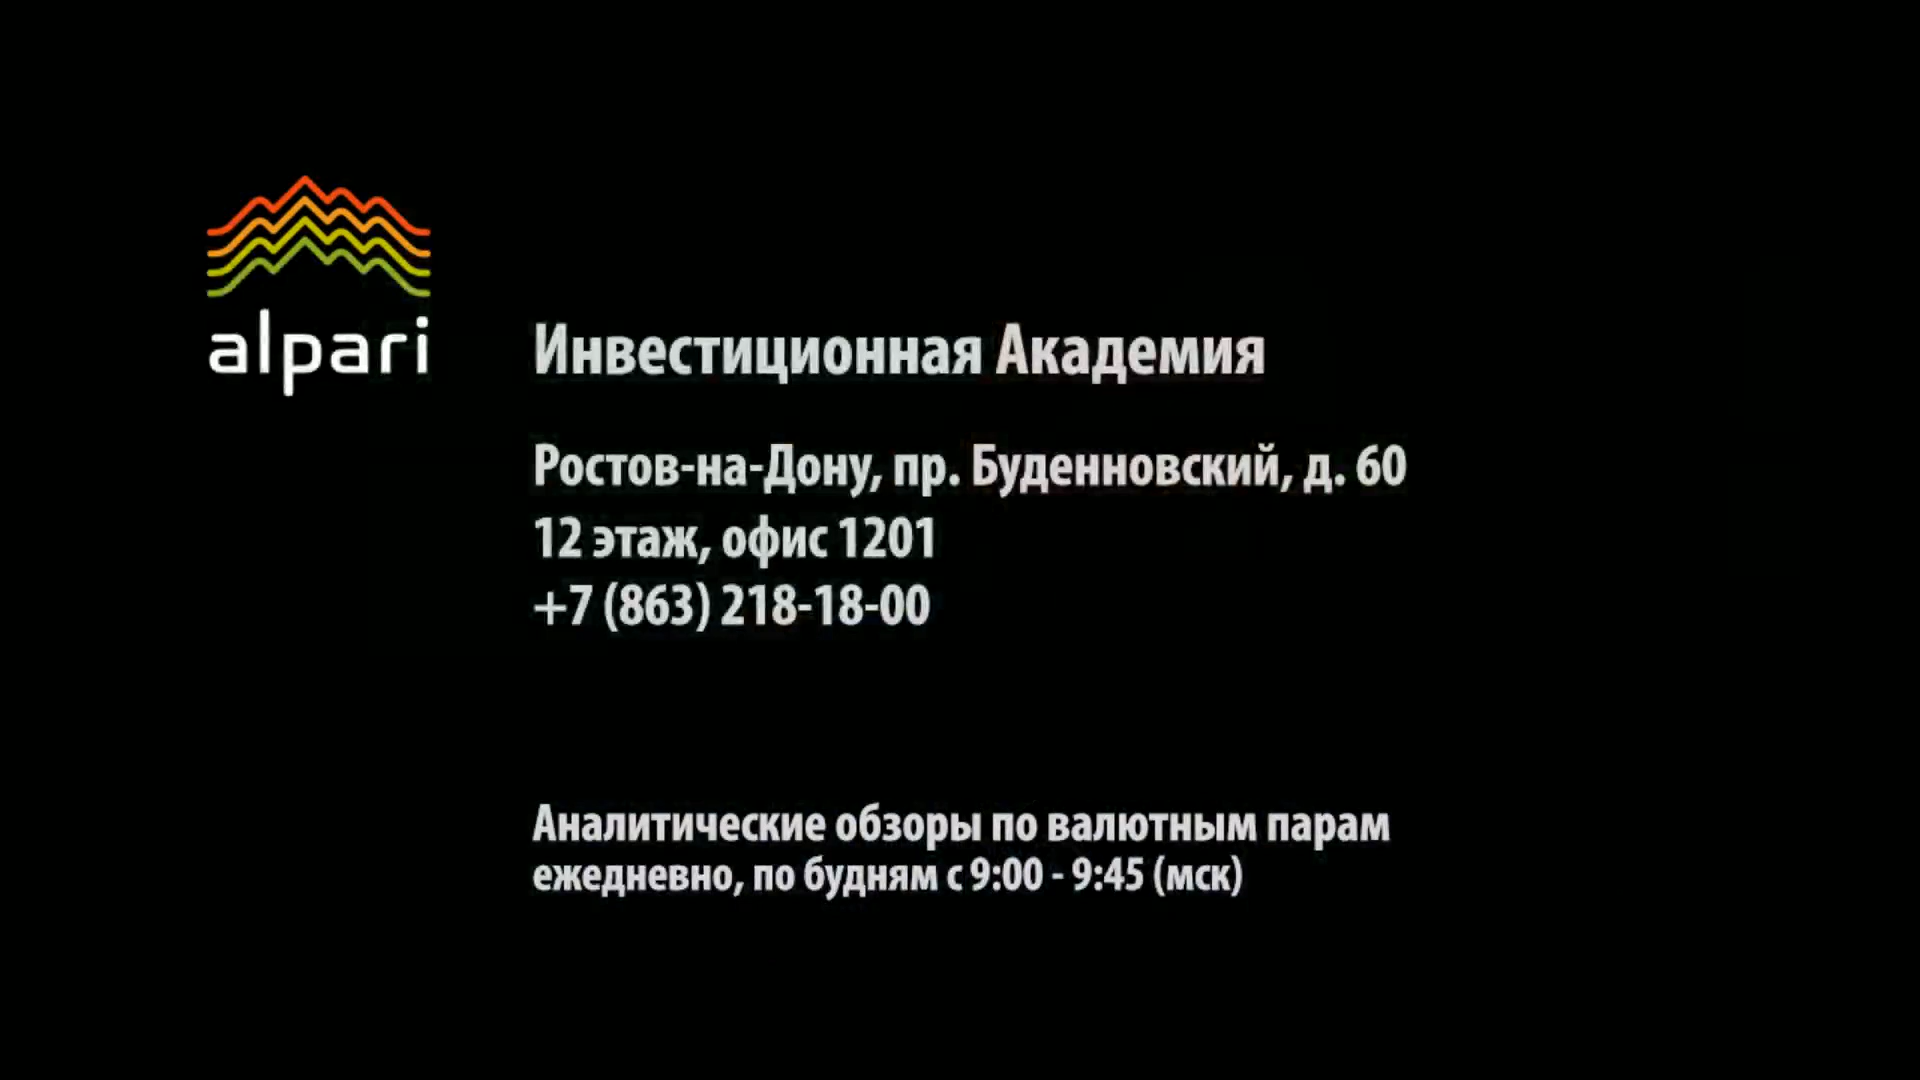 alpari
Инвестиционная Академия
Ростов-на-Дону, пр. Буденновский, д. 60
12 этаж, офис 1201
+7 (863) 218-18-00
Аналитические обзоры по валютным парам
ежедневно, по будням с 9:00 - 9:45 (мск)